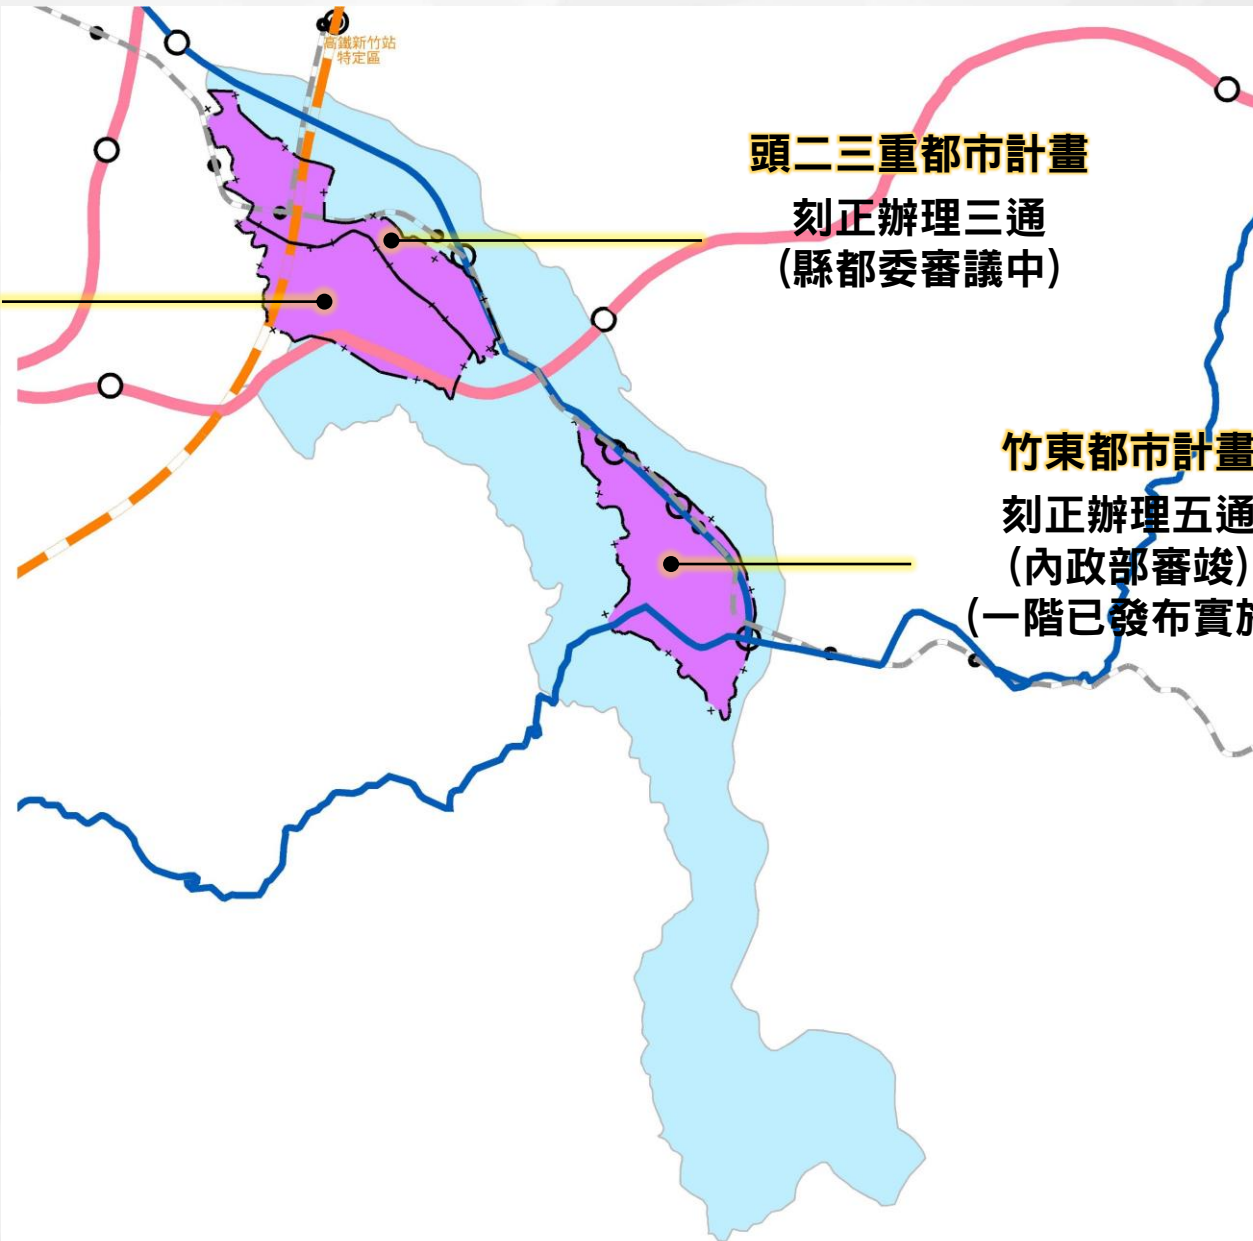 高鐵新竹站
特定區
頭二三重都市計畫
刻正辦理三通
(縣都委審議中)
竹東都市計畫
刻正辦理五通
(內政部審竣)
(一階已發布實施